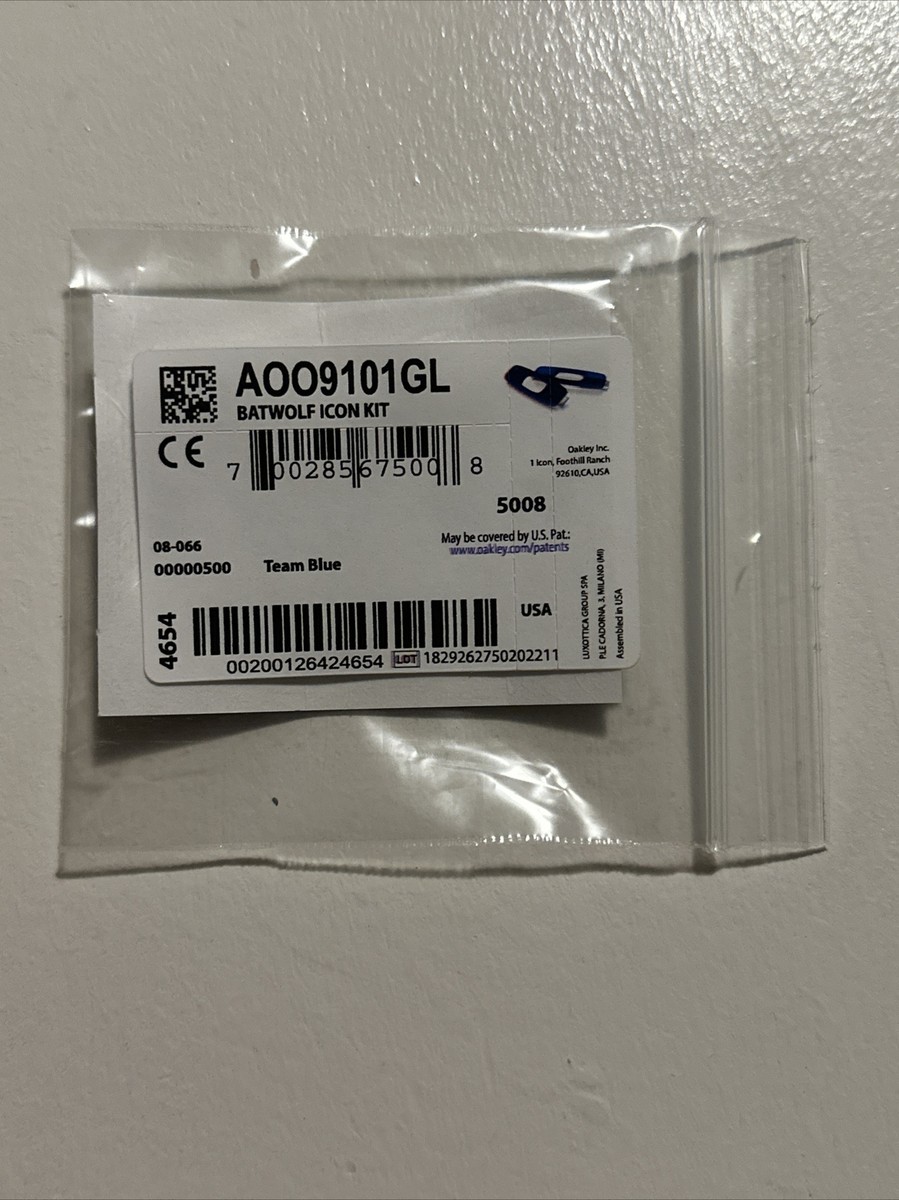 AOO9101GL
BATWOLF ICON KIT
CE
7 00285 67500 8
Oakley Inc.
1 Icon, Foothill Ranch
92610,CA,USA
5008
May be covered by U.S. Pat.:
www.oakley.com/patents
08-066
00000500 Team Blue
4654
USA
00200126424654 LOT 1829262750202211
LUXOTTICA GROUP SPA
P.LE CADORNA, 3, MILANO (MI)
Assembled in USA